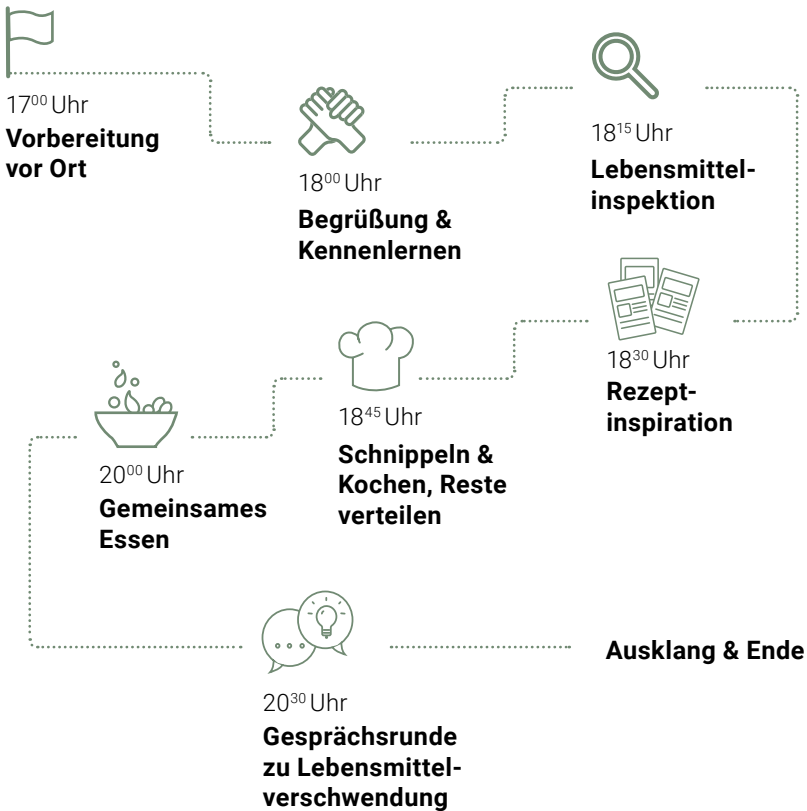 17⁰⁰ Uhr
Vorbereitung
vor Ort
18⁰⁰ Uhr
Begrüßung &
Kennenlernen
18¹⁵ Uhr
Lebensmittel-
inspektion
18³⁰ Uhr
Rezept-
inspiration
18⁴⁵ Uhr
Schnippeln &
Kochen, Reste
verteilen
20⁰⁰ Uhr
Gemeinsames
Essen
20³⁰ Uhr
Gesprächsrunde
zu Lebensmittel-
verschwendung
Ausklang & Ende